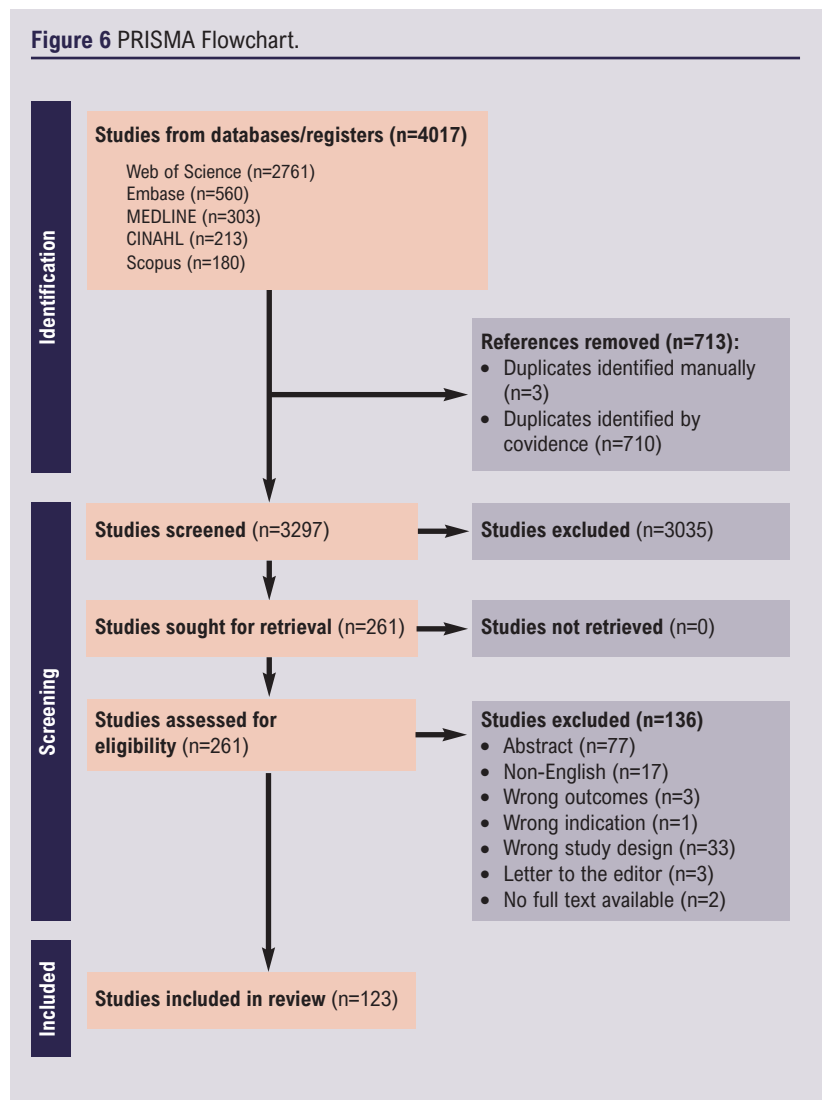 Figure 6 PRISMA Flowchart.
Identification
Studies from databases/registers (n=4017)
Web of Science (n=2761)
Embase (n=560)
MEDLINE (n=303)
CINAHL (n=213)
Scopus (n=180)
References removed (n=713):
• Duplicates identified manually
(n=3)
• Duplicates identified by
covidence (n=710)
Screening
Studies screened (n=3297)
Studies excluded (n=3035)
Studies sought for retrieval (n=261)
Studies not retrieved (n=0)
Studies assessed for
eligibility (n=261)
Studies excluded (n=136)
• Abstract (n=77)
• Non-English (n=17)
• Wrong outcomes (n=3)
• Wrong indication (n=1)
• Wrong study design (n=33)
• Letter to the editor (n=3)
• No full text available (n=2)
Included
Studies included in review (n=123)